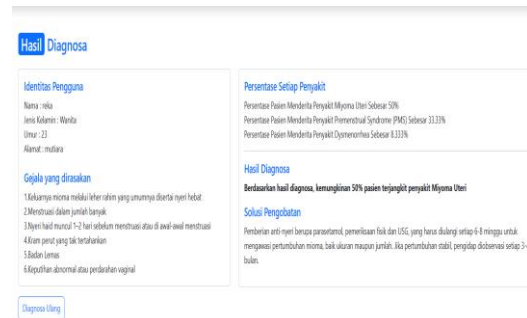 Hasil Diagnosa
Identitas Pengguna
Nama : reka
Jenis Kelamin : Wanita
Umur : 23
Alamat : mutiara
Gejala yang dirasakan
1.Keluarnya mioma melalui leher rahim yang umumnya disertai nyeri hebat
2.Menstruasi dalam jumlah banyak
3.Nyeri haid muncul 1–2 hari sebelum menstruasi atau di awal-awal menstruasi
4.Kram perut yang tak tertahankan
5.Badan Lemas
6.Keputihan abnormal atau perdarahan vaginal
Persentase Setiap Penyakit
Persentase Pasien Menderita Penyakit Miyoma Uteri Sebesar 50%
Persentase Pasien Menderita Penyakit Premenstrual Syndrome (PMS) Sebesar 33.33%
Persentase Pasien Menderita Penyakit Dysmenorrhea Sebesar 8.333%
Hasil Diagnosa
Berdasarkan hasil diagnosa, kemungkinan 50% pasien terjangkit penyakit Miyoma Uteri
Solusi Pengobatan
Pemberian anti-nyeri berupa parasetamol, pemeriksaan fisik dan USG, yang harus diulangi setiap 6-8 minggu untuk
mengawasi pertumbuhan mioma, baik ukuran maupun jumlah. Jika pertumbuhan stabil, pengidap diobservasi setiap 3-
bulan.
Diagnosa Ulang